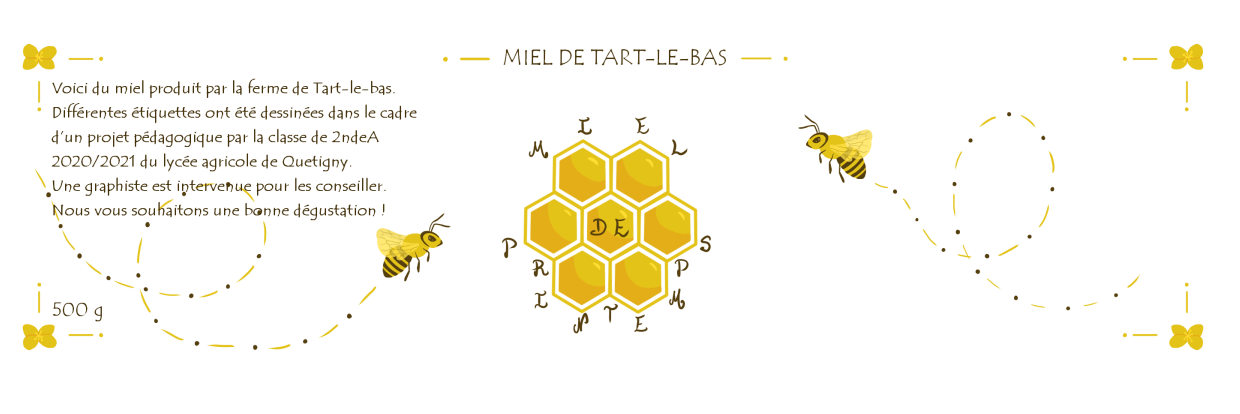 MIEL DE TART-LE-BAS
Voici du miel produit par la ferme de Tart-le-bas.
Différentes étiquettes ont été dessinées dans le cadre
d'un projet pédagogique par la classe de 2ndeA
2020/2021 du lycée agricole de Quetigny.
Une graphiste est intervenue pour les conseiller.
Nous vous souhaitons une bonne dégustation !
500 g
MIEL
DE
PRINTEMPS